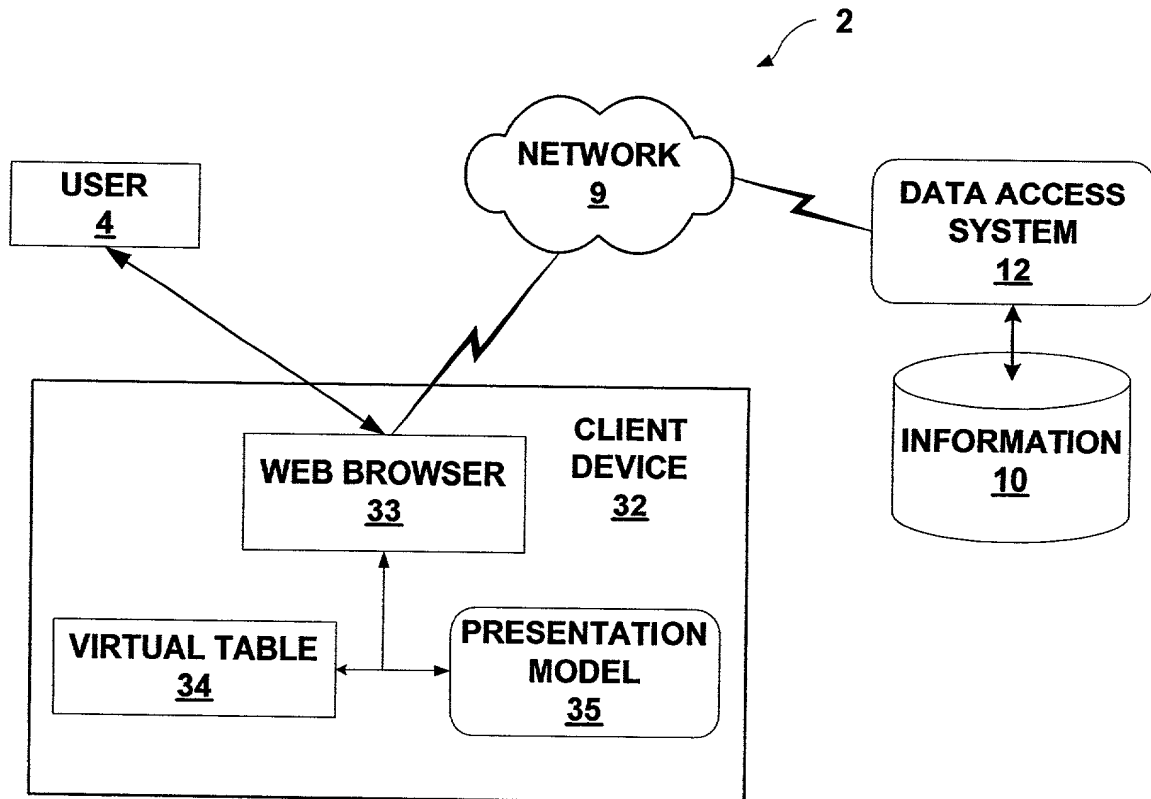 2
NETWORK
9
USER
4
DATA ACCESS
SYSTEM
12
CLIENT
DEVICE
32
WEB BROWSER
33
INFORMATION
10
VIRTUAL TABLE
34
PRESENTATION
MODEL
35